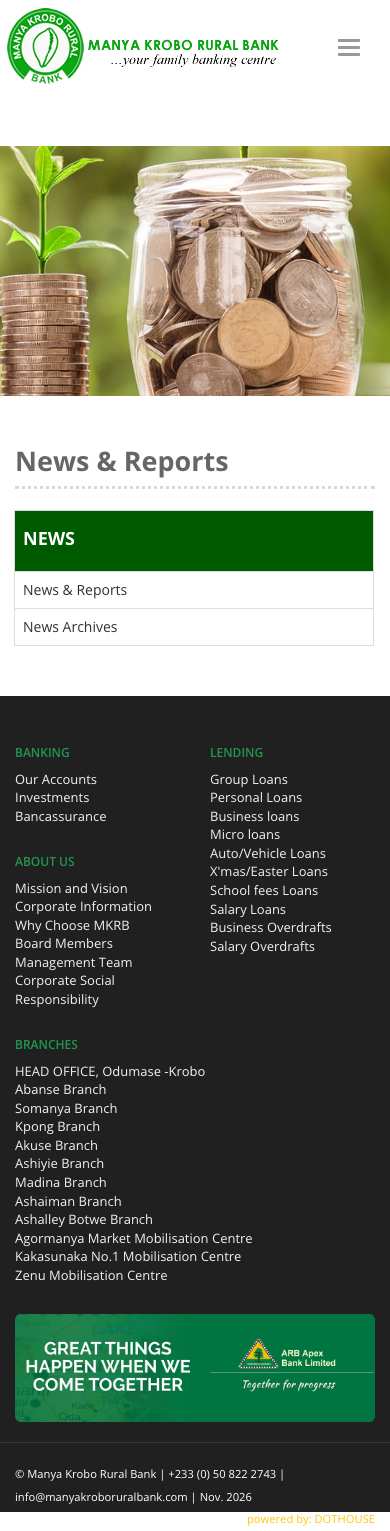 MANYA KROBO RURAL
BANK
MANYA KROBO RURAL BANK
...your family banking centre
News & Reports
NEWS
News & Reports
News Archives
BANKING
Our Accounts
Investments
Bancassurance
ABOUT US
Mission and Vision
Corporate Information
Why Choose MKRB
Board Members
Management Team
Corporate Social
Responsibility
LENDING
Group Loans
Personal Loans
Business loans
Micro loans
Auto/Vehicle Loans
X'mas/Easter Loans
School fees Loans
Salary Loans
Business Overdrafts
Salary Overdrafts
BRANCHES
HEAD OFFICE, Odumase -Krobo
Abanse Branch
Somanya Branch
Kpong Branch
Akuse Branch
Ashiyie Branch
Madina Branch
Ashaiman Branch
Ashalley Botwe Branch
Agormanya Market Mobilisation Centre
Kakasunaka No.1 Mobilisation Centre
Zenu Mobilisation Centre
GREAT THINGS
HAPPEN WHEN WE
COME TOGETHER
ARB Apex
Bank Limited
Together for progress
© Manya Krobo Rural Bank | +233 (0) 50 822 2743 |
info@manyakroboruralbank.com | Nov. 2026
powered by: DOTHOUSE